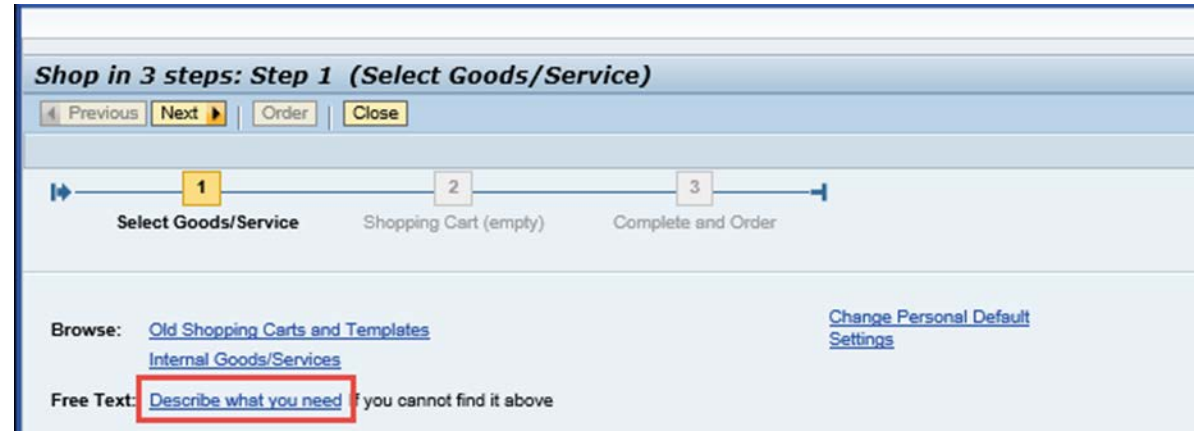 Shop in 3 steps: Step 1 (Select Goods/Service)
Previous Next Order Close
1 2 3
Select Goods/Service Shopping Cart (empty) Complete and Order
Browse: Old Shopping Carts and Templates Change Personal Default
Settings
Internal Goods/Services
Free Text: Describe what you need if you cannot find it above